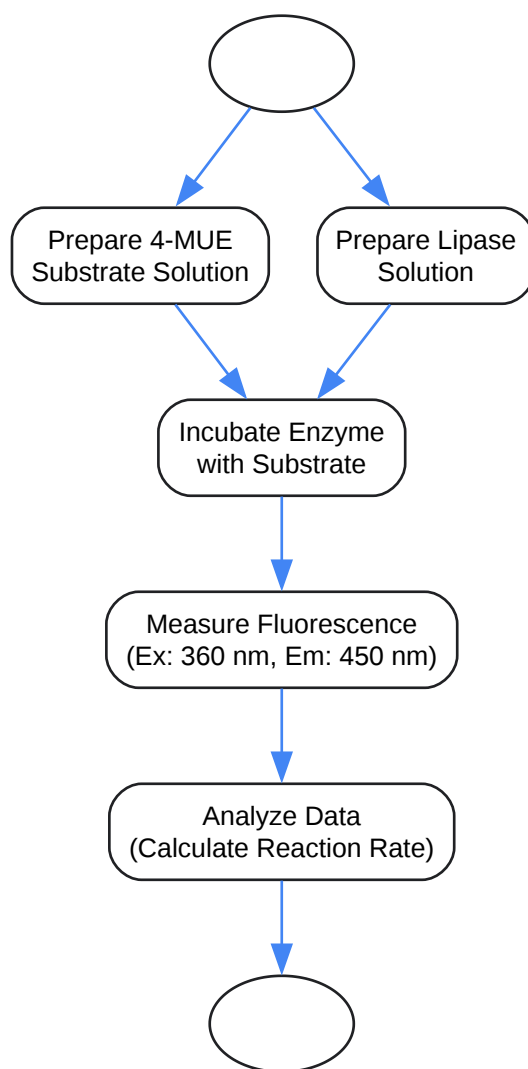 Prepare 4-MUE
Substrate Solution
Prepare Lipase
Solution
Incubate Enzyme
with Substrate
Measure Fluorescence
(Ex: 360 nm, Em: 450 nm)
Analyze Data
(Calculate Reaction Rate)